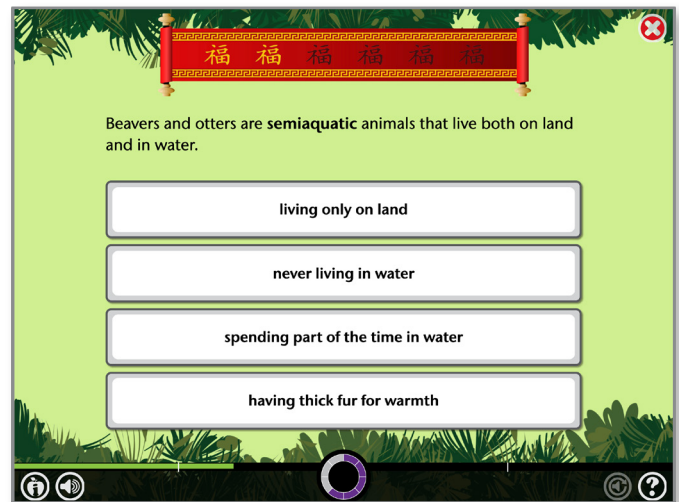 福 福 福 福 福 福
Beavers and otters are semiaquatic animals that live both on land
and in water.
living only on land
never living in water
spending part of the time in water
having thick fur for warmth